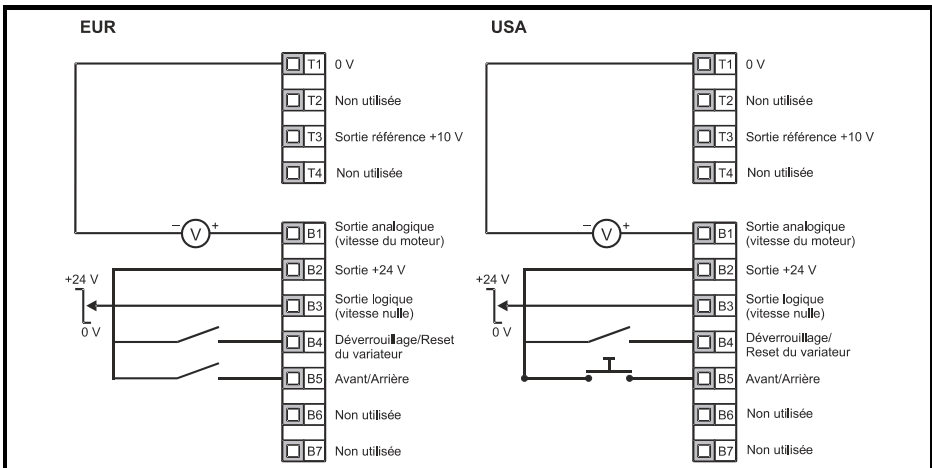 EUR
T1 0 V
T2 Non utilisée
T3 Sortie référence +10 V
T4 Non utilisée
– V +
B1 Sortie analogique
(vitesse du moteur)
B2 Sortie +24 V
+24 V
0 V
B3 Sortie logique
(vitesse nulle)
B4 Déverrouillage/Reset
du variateur
B5 Avant/Arrière
B6 Non utilisée
B7 Non utilisée
USA
T1 0 V
T2 Non utilisée
T3 Sortie référence +10 V
T4 Non utilisée
– V +
B1 Sortie analogique
(vitesse du moteur)
B2 Sortie +24 V
+24 V
0 V
B3 Sortie logique
(vitesse nulle)
B4 Déverrouillage/
Reset du variateur
B5 Avant/Arrière
B6 Non utilisée
B7 Non utilisée